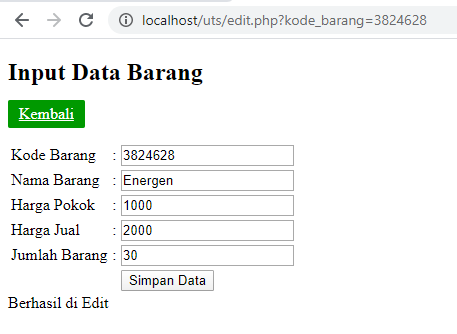 localhost/uts/edit.php?kode_barang=3824628
Input Data Barang
Kembali
Kode Barang : 3824628
Nama Barang : Energen
Harga Pokok : 1000
Harga Jual : 2000
Jumlah Barang : 30
Simpan Data
Berhasil di Edit